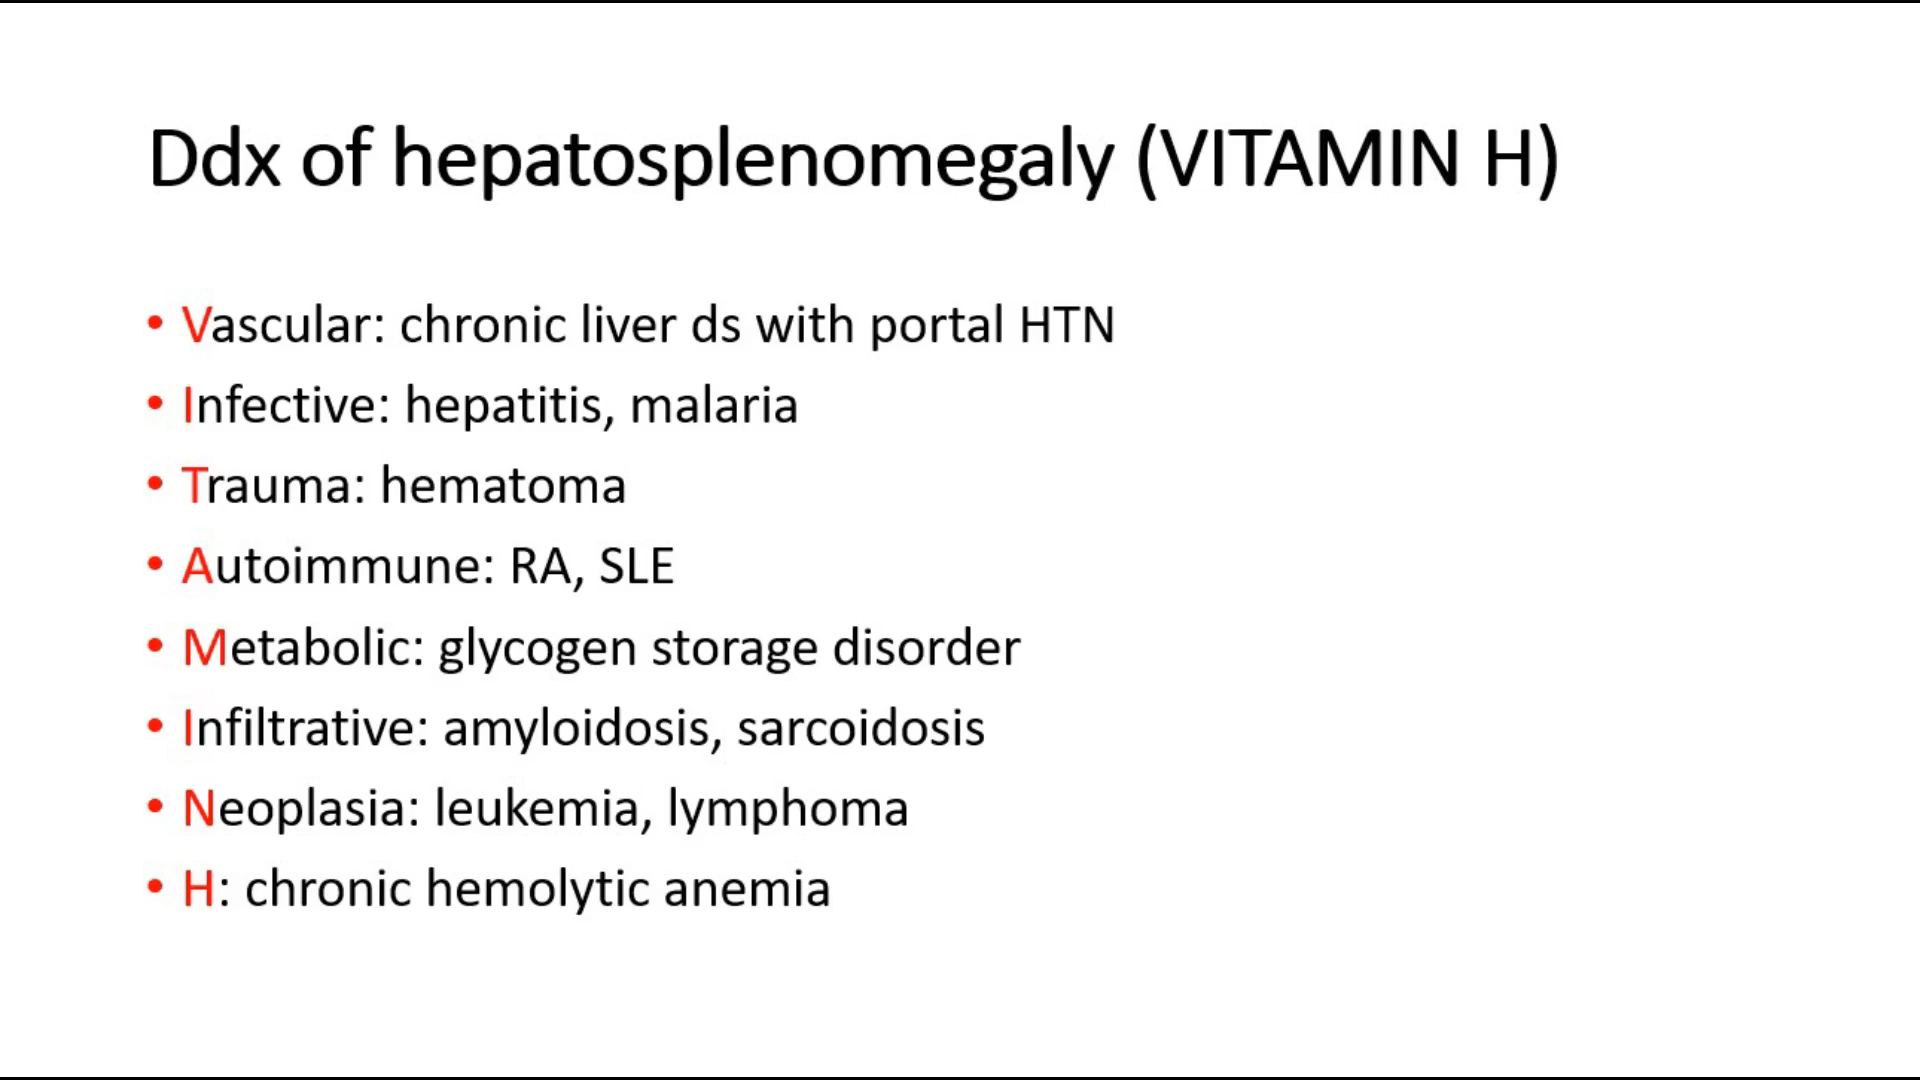 Ddx of hepatosplenomegaly (VITAMIN H)
• Vascular: chronic liver ds with portal HTN
• Infective: hepatitis, malaria
• Trauma: hematoma
• Autoimmune: RA, SLE
• Metabolic: glycogen storage disorder
• Infiltrative: amyloidosis, sarcoidosis
• Neoplasia: leukemia, lymphoma
• H: chronic hemolytic anemia